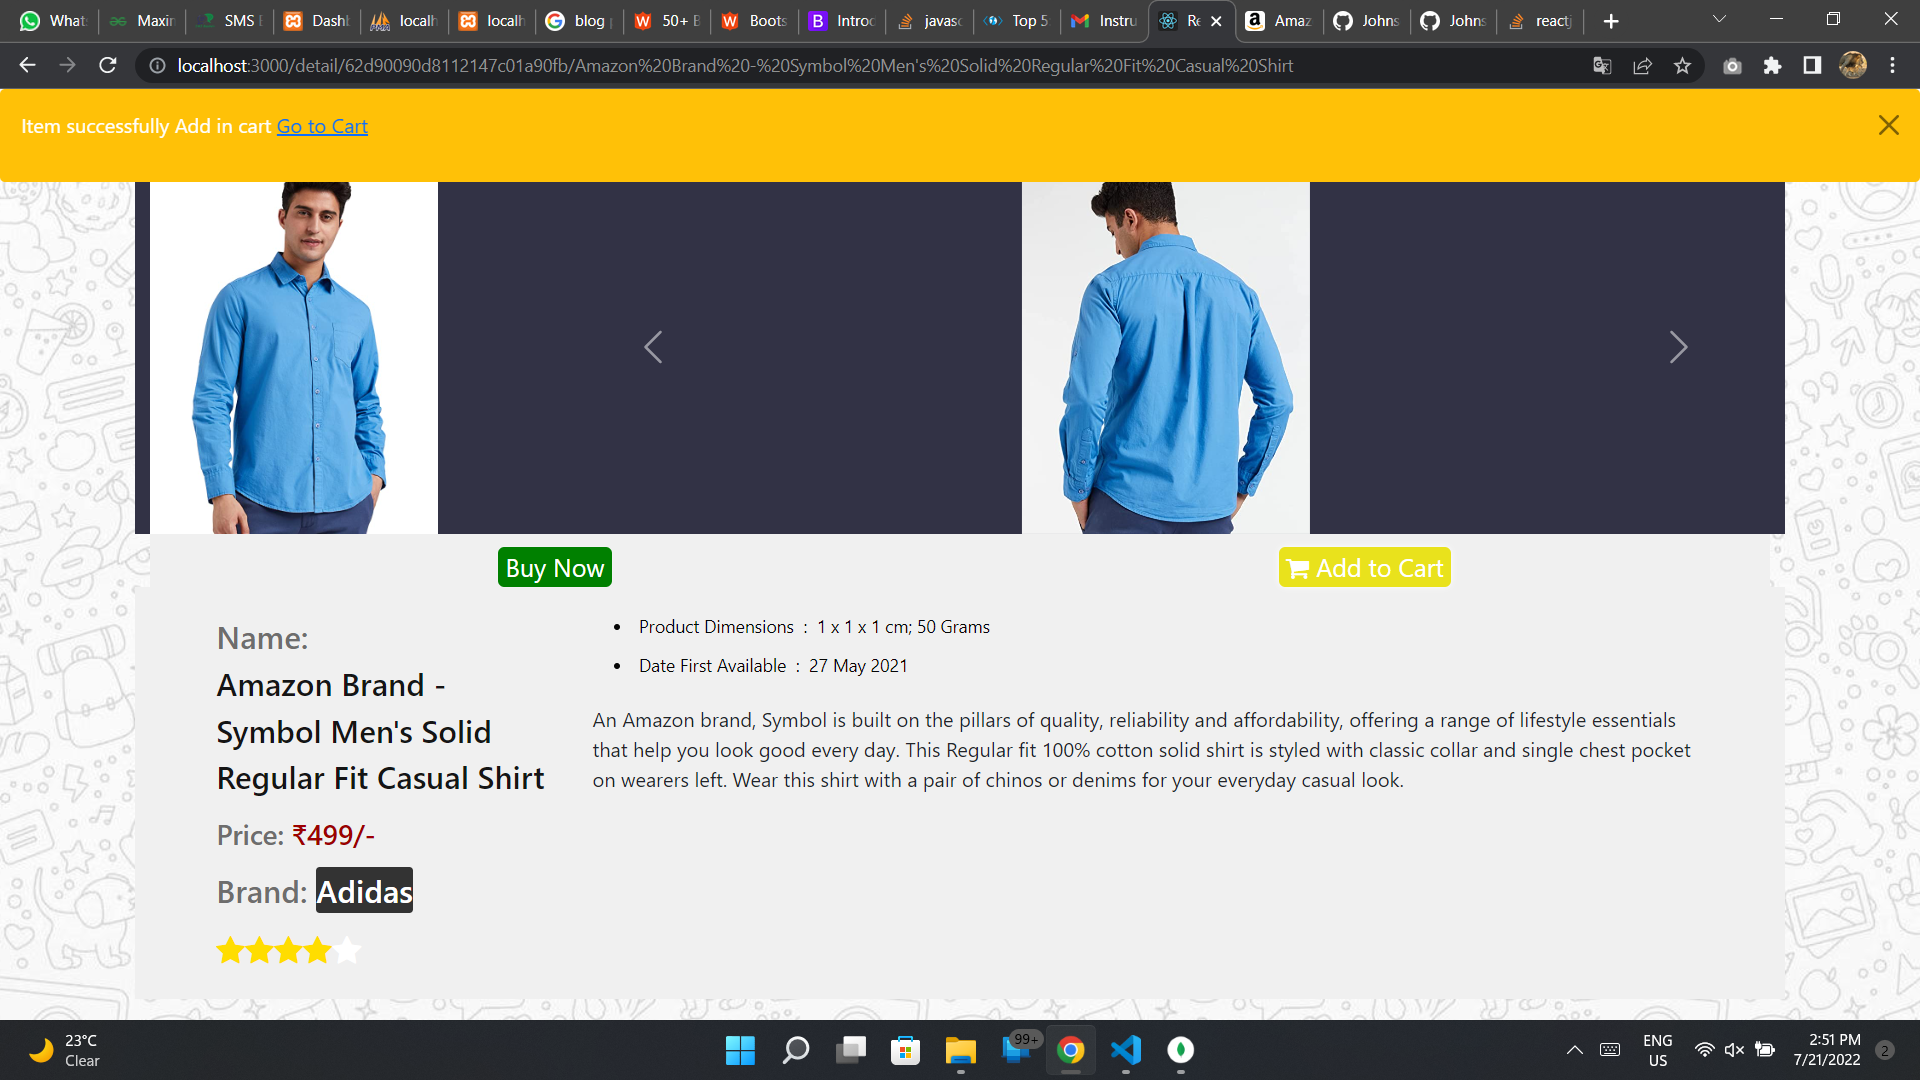 What
Maxin
SMS E
Dashl
localh
localh
blog p
50+ B
Boots
Introc
javasc
Top 5
Instru
Re
Amaz
Johns
Johns
reactj
localhost:3000/detail/62d90090d8112147c01a90fb/Amazon%20Brand%20-%20Symbol%20Men's%20Solid%20Regular%20Fit%20Casual%20Shirt
Item successfully Add in cart Go to Cart
Buy Now
Add to Cart
Name:
Amazon Brand -
Symbol Men's Solid
Regular Fit Casual Shirt
Price: ₹499/-
Brand: Adidas
Product Dimensions : 1 x 1 x 1 cm; 50 Grams
Date First Available : 27 May 2021
An Amazon brand, Symbol is built on the pillars of quality, reliability and affordability, offering a range of lifestyle essentials
that help you look good every day. This Regular fit 100% cotton solid shirt is styled with classic collar and single chest pocket
on wearers left. Wear this shirt with a pair of chinos or denims for your everyday casual look.
23°C
Clear
99+
ENG
US
2:51 PM
7/21/2022
2